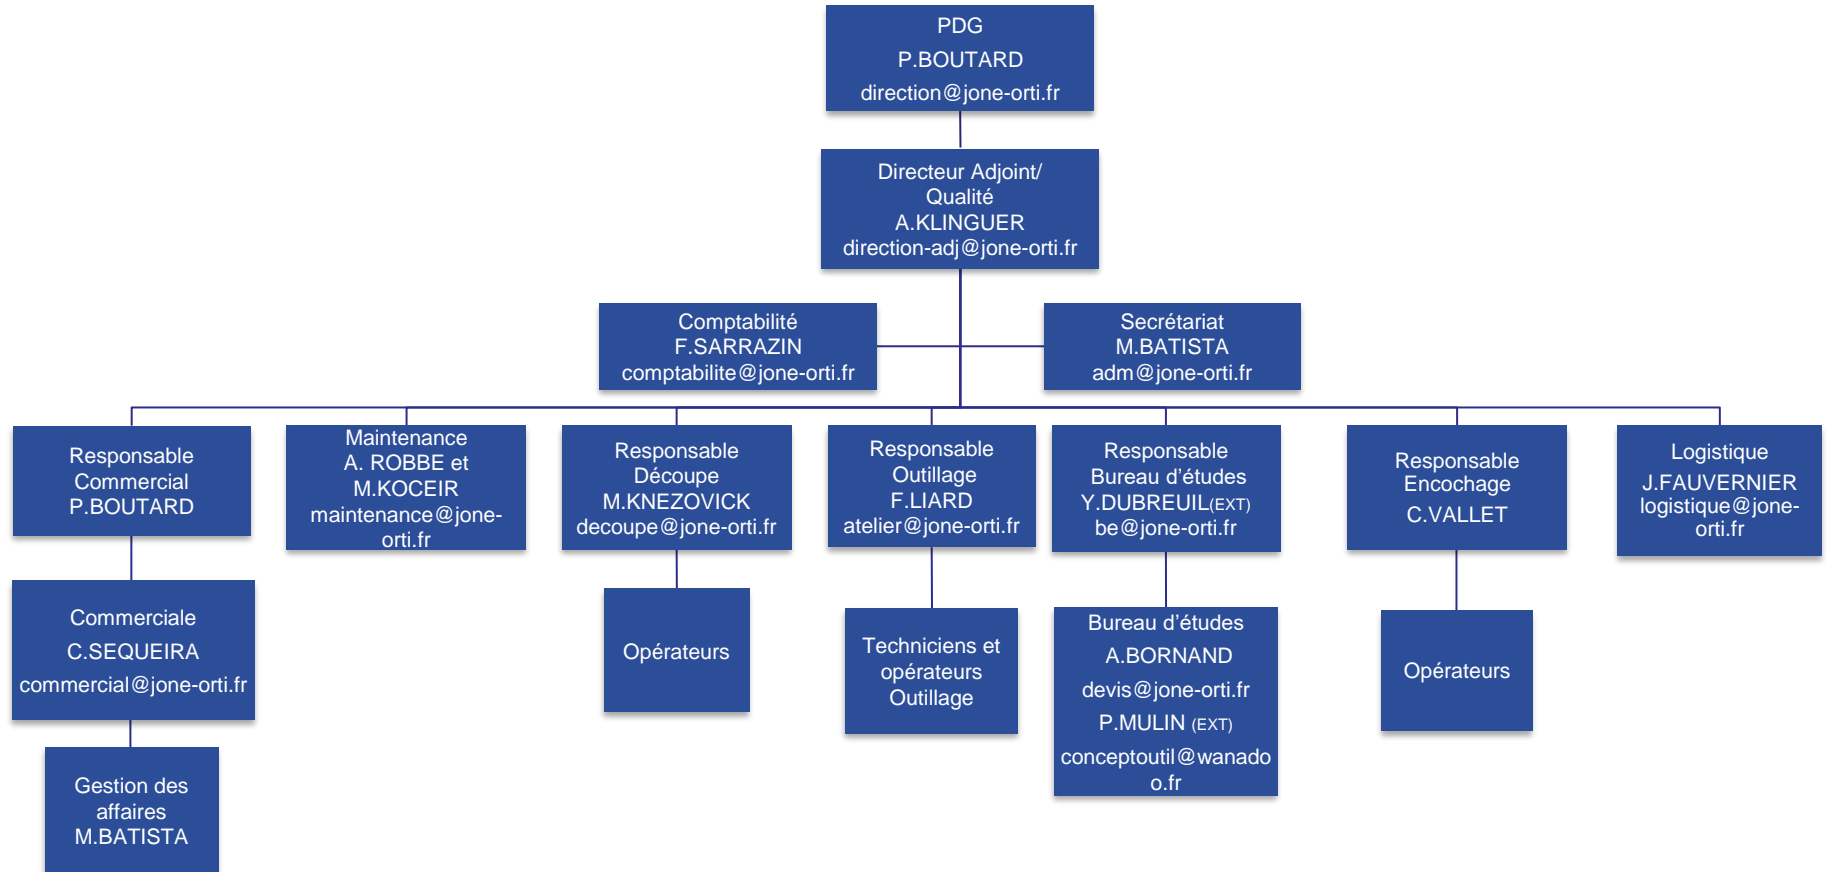 PDG
P.BOUTARD
direction@jone-orti.fr
Directeur Adjoint/
Qualité
A.KLINGUER
direction-adj@jone-orti.fr
Comptabilité
F.SARRAZIN
comptabilite@jone-orti.fr
Secrétariat
M.BATISTA
adm@jone-orti.fr
Responsable
Commercial
P.BOUTARD
Maintenance
A. ROBBE et
M.KOCEIR
maintenance@jone-
orti.fr
Responsable
Découpe
M.KNEZOVICK
decoupe@jone-orti.fr
Responsable
Outillage
F.LIARD
atelier@jone-orti.fr
Responsable
Bureau d'études
Y.DUBREUIL(EXT)
be@jone-orti.fr
Responsable
Encochage
C.VALLET
Logistique
J.FAUVERNIER
logistique@jone-
orti.fr
Commerciale
C.SEQUEIRA
commercial@jone-orti.fr
Opérateurs
Techniciens et
opérateurs
Outillage
Bureau d'études
A.BORNAND
devis@jone-orti.fr
P.MULIN (EXT)
conceptoutil@wanado
o.fr
Opérateurs
Gestion des
affaires
M.BATISTA